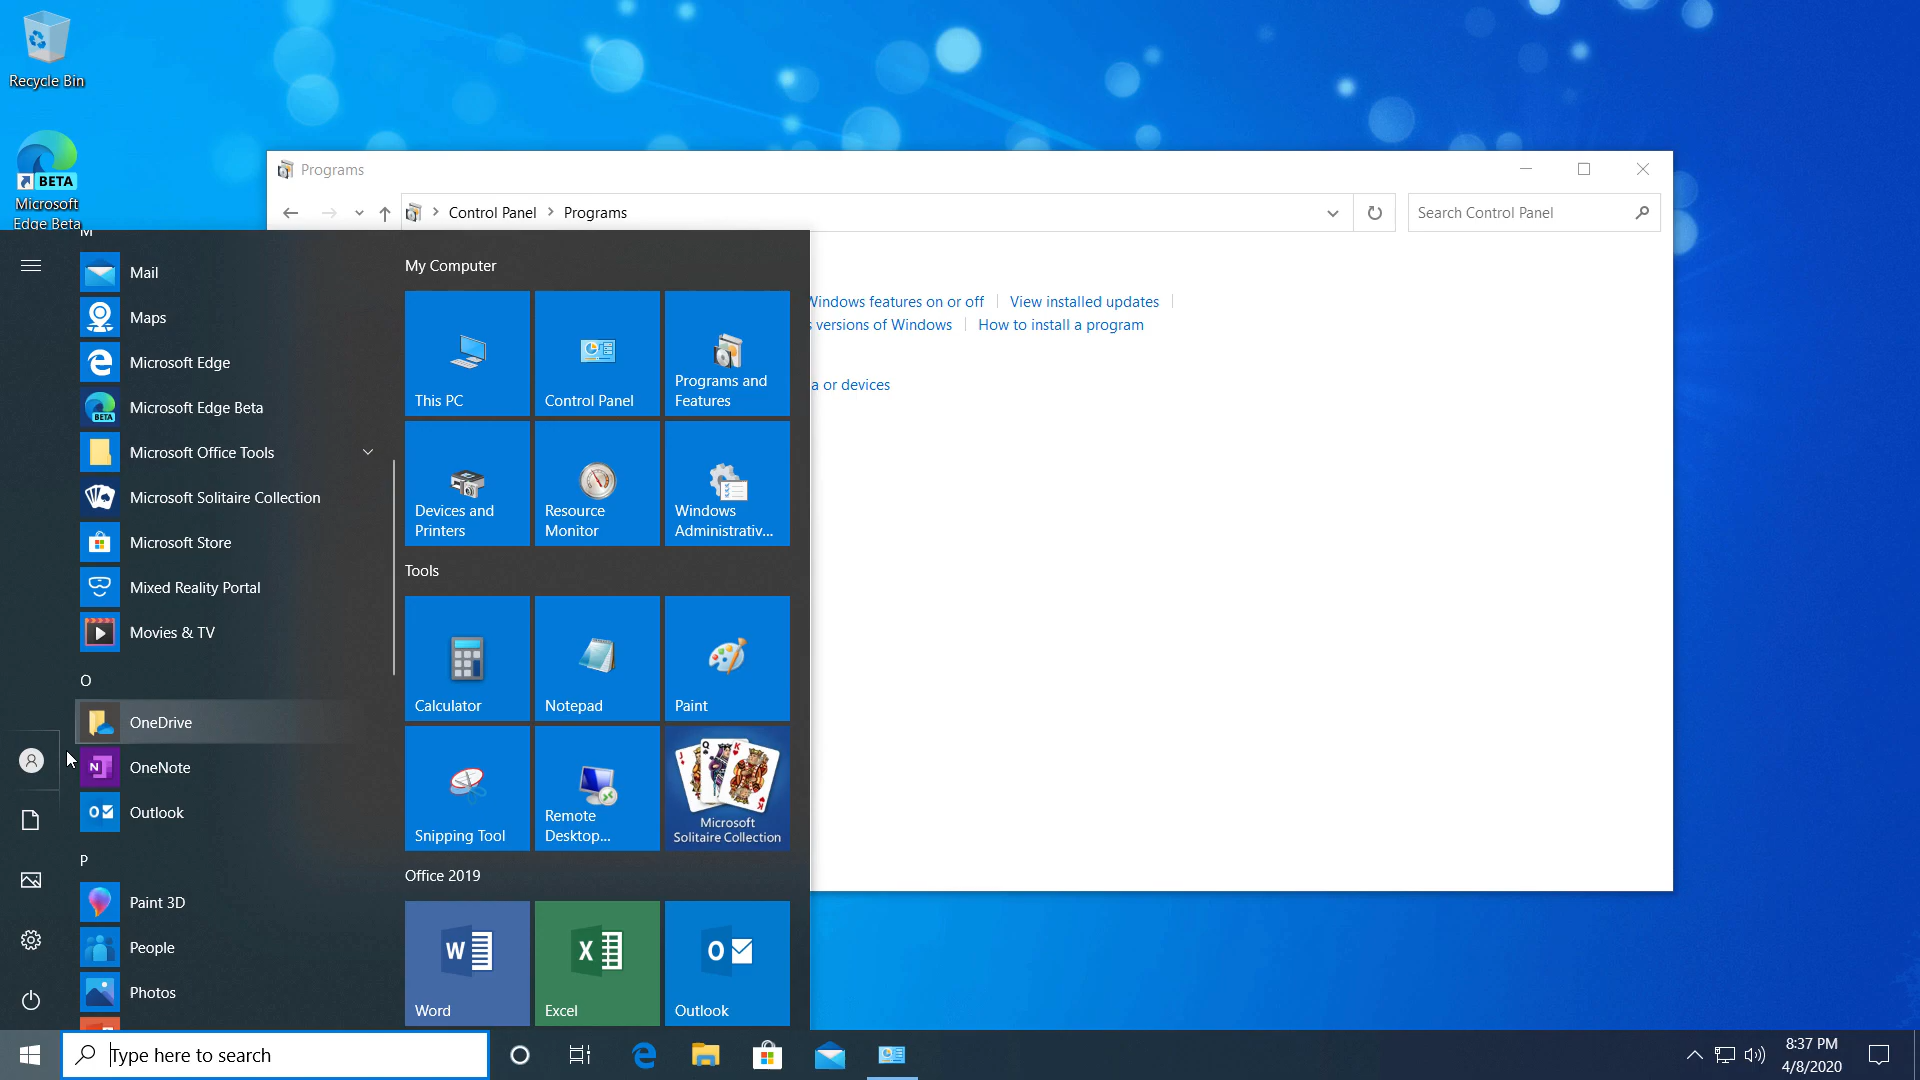 Recycle Bin
BETA
Microsoft
Edge Beta
Programs
Control Panel
Programs
Search Control Panel
Windows features on or off
View installed updates
s versions of Windows
How to install a program
a or devices
M
Mail
Maps
Microsoft Edge
BETA
Microsoft Edge Beta
Microsoft Office Tools
Microsoft Solitaire Collection
Microsoft Store
Mixed Reality Portal
Movies & TV
O
OneDrive
N
OneNote
O
Outlook
P
Paint 3D
People
Photos
My Computer
This PC
Control Panel
Programs and
Features
Devices and
Printers
Resource
Monitor
Windows
Administrativ...
Tools
Calculator
Notepad
Paint
Snipping Tool
Remote
Desktop...
J
Q
K
K
Microsoft
Solitaire Collection
Office 2019
W
Word
X
Excel
O
Outlook
Type here to search
8:37 PM
4/8/2020